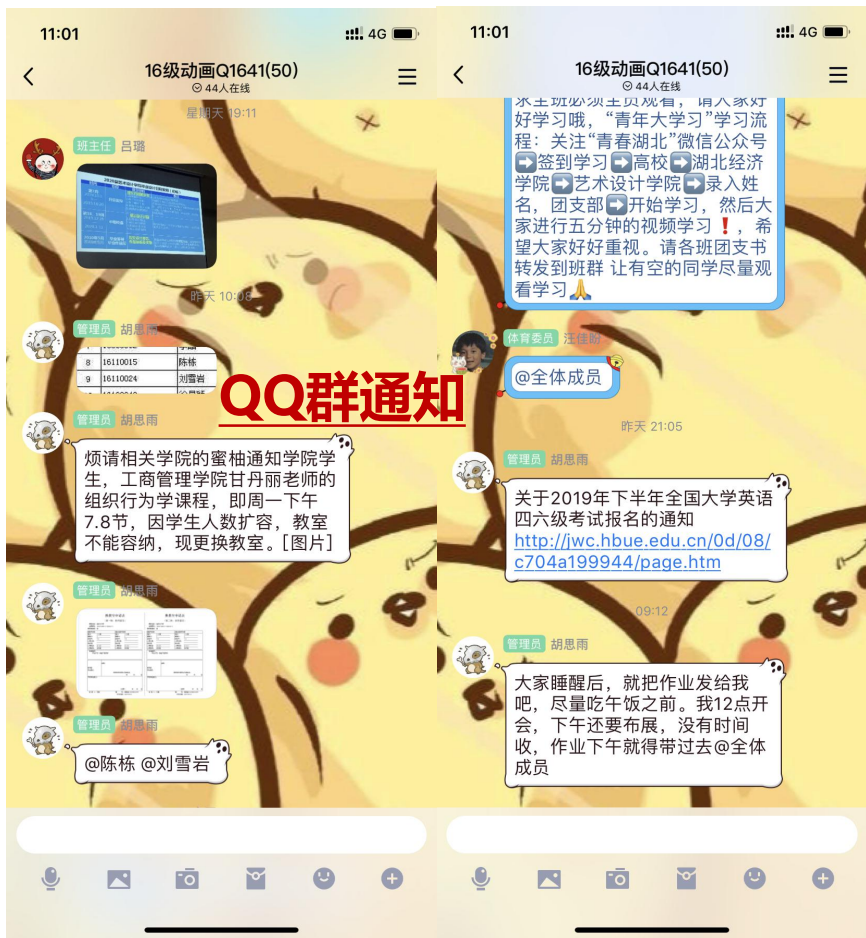 11:01
4G
16级动画Q1641(50)
44人在线
星期天 19:11
班主任 吕璐
昨天 10:08
管理员 胡思雨
8 16110015 陈栋
9 16110024 刘雪岩
管理员 胡思雨
烦请相关学院的蜜柚通知学院学
生，工商管理学院甘丹丽老师的
组织行为学课程，即周一下午
7.8节，因学生人数扩容，教室
不能容纳，现更换教室。[图片]
管理员 胡思雨
管理员 胡思雨
@陈栋 @刘雪岩
QQ群通知
11:01
4G
16级动画Q1641(50)
44人在线
求全班必须全员观看，请大家好
好学习哦，“青年大学习”学习流
程：关注“青春湖北”微信公众号
➡️签到学习➡️高校➡️湖北经济
学院➡️艺术设计学院➡️录入姓
名，团支部➡️开始学习，然后大
家进行五分钟的视频学习❗，希
望大家好好重视。请各班团支书
转发到班群 让有空的同学尽量观
看学习🙏
体育委员 汪佳盼
@全体成员
昨天 21:05
管理员 胡思雨
关于2019年下半年全国大学英语
四六级考试报名的通知
http://jwc.hbue.edu.cn/0d/08/
c704a199944/page.htm
09:12
管理员 胡思雨
大家睡醒后，就把作业发给我
吧，尽量吃午饭之前。我12点开
会，下午还要布展，没有时间
收，作业下午就得带过去@全体
成员